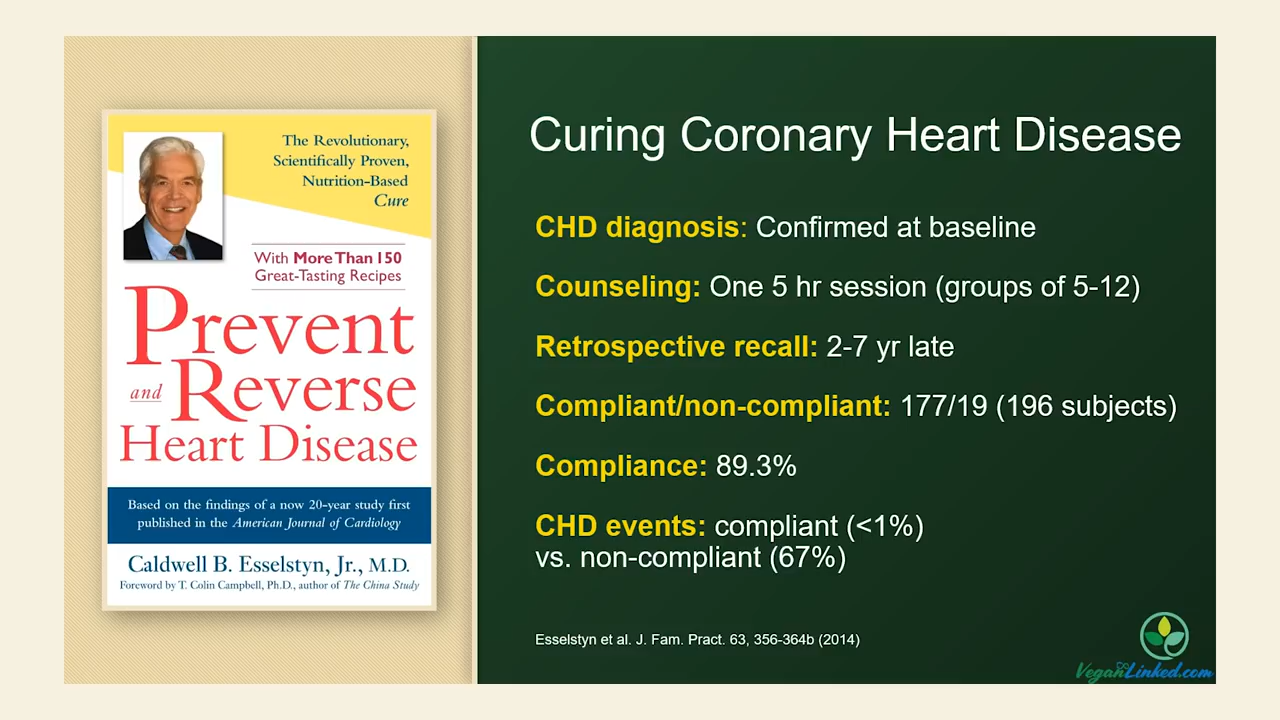 The Revolutionary,
Scientifically Proven,
Nutrition-Based
Cure
With More Than 150
Great-Tasting Recipes
Prevent
and Reverse
Heart Disease
Based on the findings of a now 20-year study first
published in the American Journal of Cardiology
Caldwell B. Esselstyn, Jr., M.D.
Foreword by T. Colin Campbell, Ph.D., author of The China Study
Curing Coronary Heart Disease
CHD diagnosis: Confirmed at baseline
Counseling: One 5 hr session (groups of 5-12)
Retrospective recall: 2-7 yr late
Compliant/non-compliant: 177/19 (196 subjects)
Compliance: 89.3%
CHD events: compliant (<1%)
vs. non-compliant (67%)
Esselstyn et al. J. Fam. Pract. 63, 356-364b (2014)
VeganLinked.com